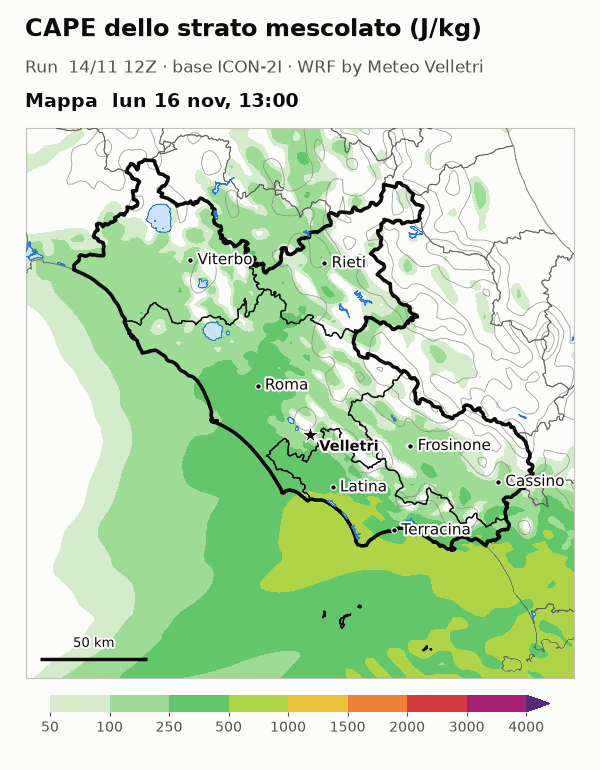 CAPE dello strato mescolato (J/kg)
Run 14/11 12Z · base ICON-2I · WRF by Meteo Velletri
Mappa lun 16 nov, 13:00
Viterbo
Rieti
Roma
Velletri
Frosinone
Cassino
Latina
Terracina
50 km
50 100 250 500 1000 1500 2000 3000 4000